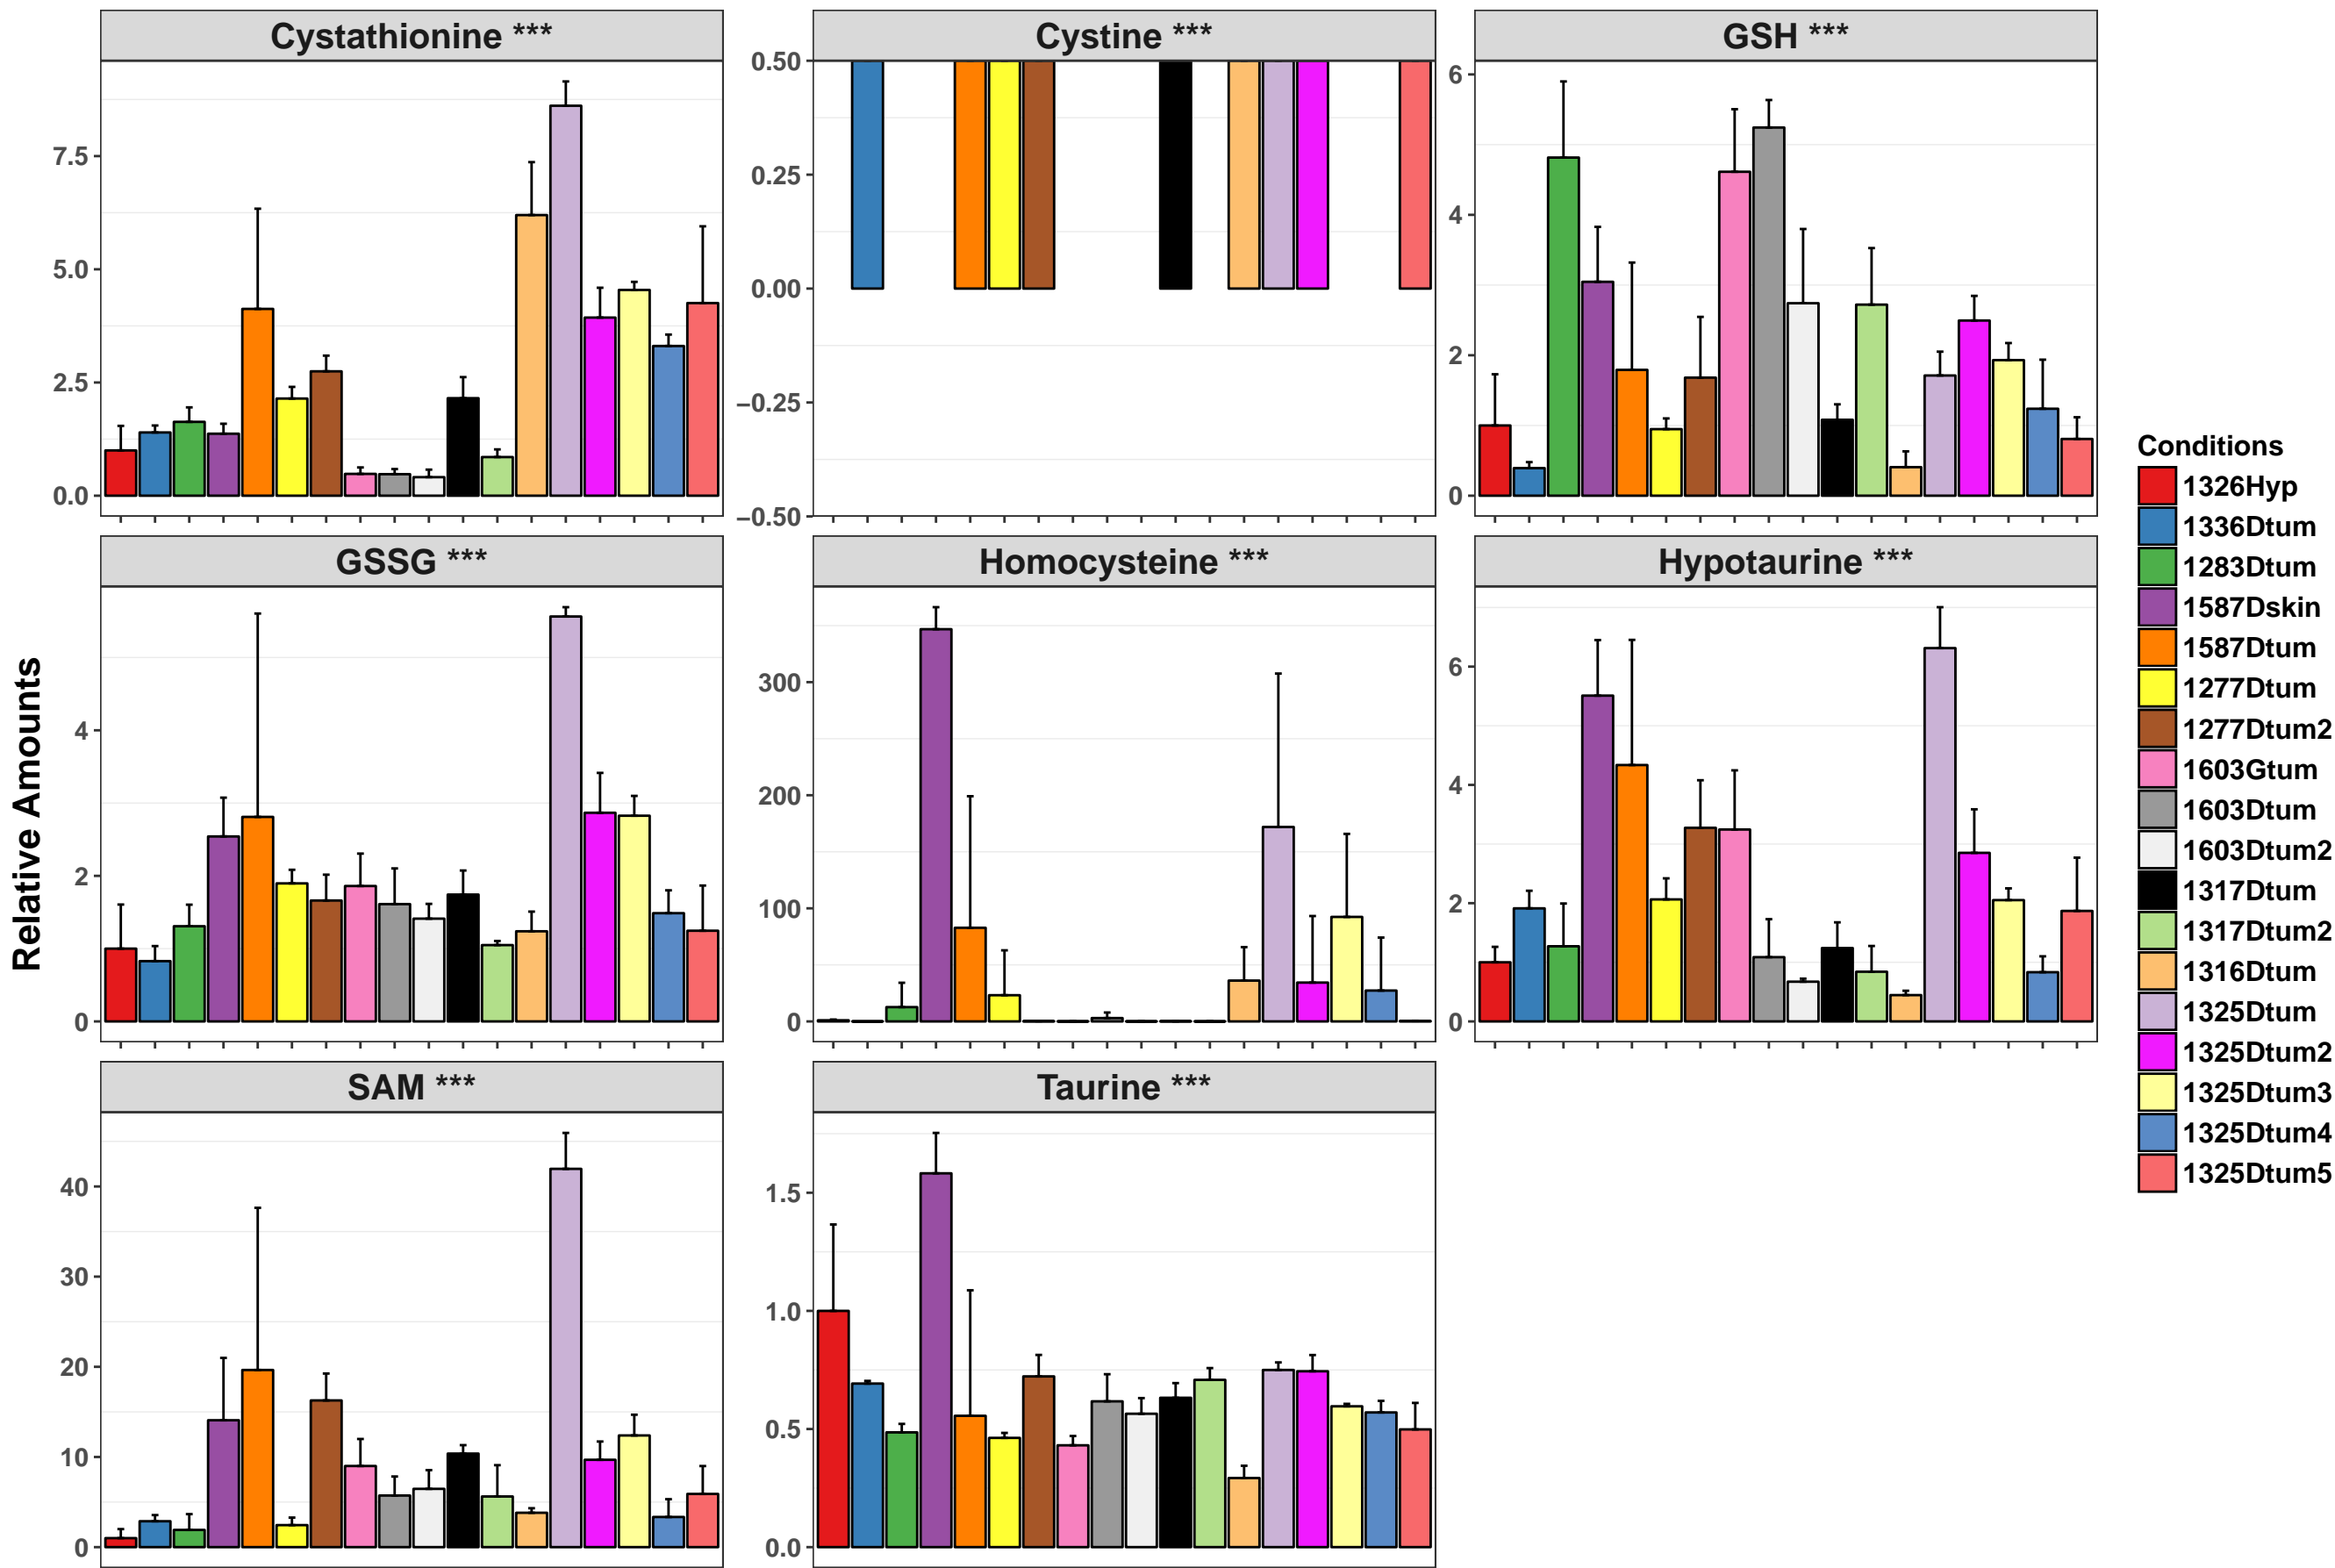 Cystathionine ***
Cystine ***
GSH ***
7.5
5.0
2.5
0.0
0.50
0.25
0.00
−0.25
−0.50
6
4
2
0
GSSG ***
Homocysteine ***
Hypotaurine ***
4
2
0
300
200
100
0
6
4
2
0
SAM ***
Taurine ***
40
30
20
10
0
1.5
1.0
0.5
0.0
Relative Amounts
Conditions
1326Hyp
1336Dtum
1283Dtum
1587Dskin
1587Dtum
1277Dtum
1277Dtum2
1603Gtum
1603Dtum
1603Dtum2
1317Dtum
1317Dtum2
1316Dtum
1325Dtum
1325Dtum2
1325Dtum3
1325Dtum4
1325Dtum5